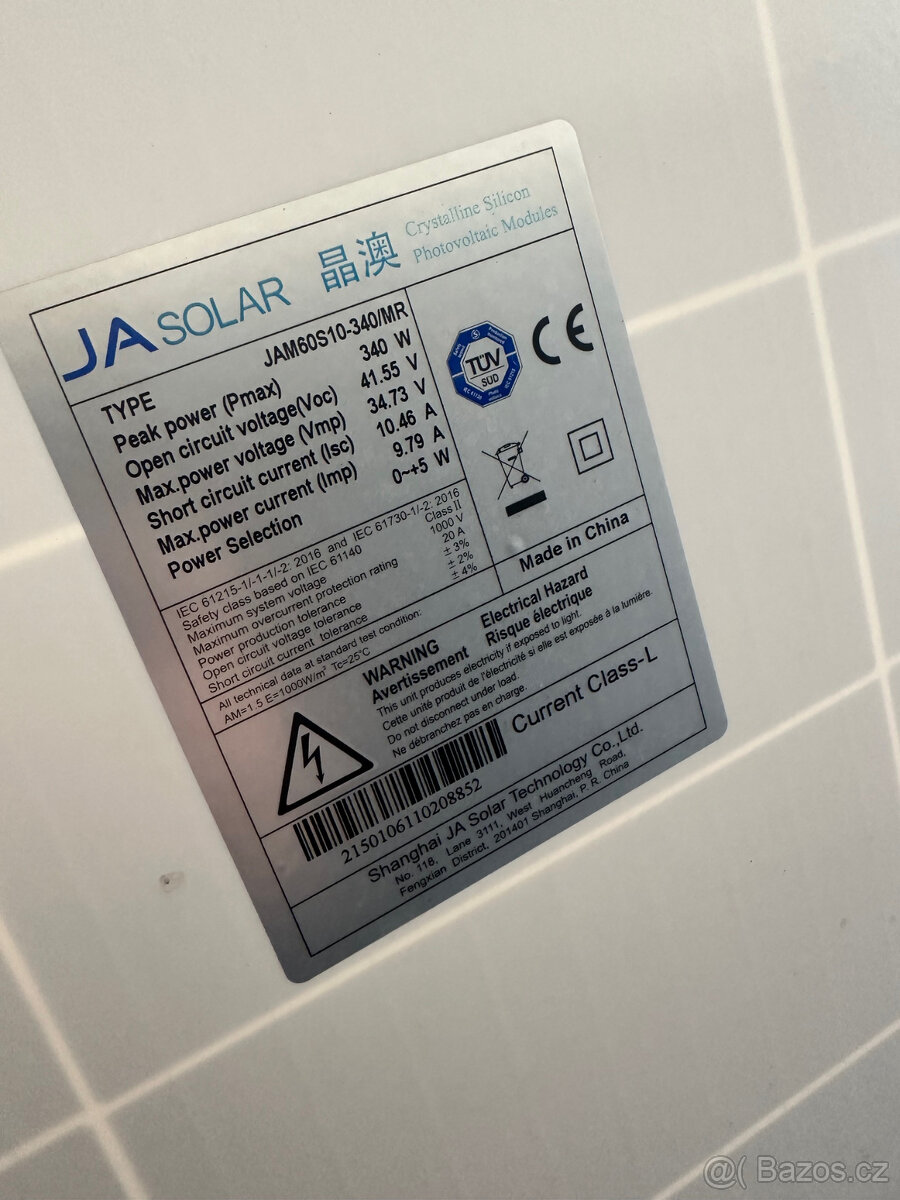 JA SOLAR 晶澳 Crystalline Silicon
Photovoltaic Modules
TYPE JAM60S10-340/MR
Peak power (Pmax) 340 W
Open circuit voltage(Voc) 41.55 V
Max.power voltage (Vmp) 34.73 V
Short circuit current (Isc) 10.46 A
Max.power current (Imp) 9.79 A
Power Selection 0~+5 W
TÜV
SÜD
CE
IEC 61215-1/-1-1/-2: 2016 and IEC 61730-1/-2: 2016
Safety class based on IEC 61140 Class II
Maximum system voltage 1000 V
Maximum overcurrent protection rating 20 A
Power production tolerance ± 3%
Open circuit voltage tolerance ± 2%
Short circuit current tolerance ± 4%
Made in China
All technical data at standard test condition:
AM=1.5 E=1000W/m² Tc=25°C
WARNING Electrical Hazard
Avertissement Risque électrique
This unit produces electricity if exposed to light.
Cette unité produit de l'électricité si elle est exposée à la lumière.
Do not disconnect under load.
Ne débranchez pas en charge.
Current Class-L
2150106110208852
Shanghai JA Solar Technology Co.,Ltd.
No. 118, Lane 3111, West Huancheng Road,
Fengxian District, 201401 Shanghai, P. R. China
@( Bazos.cz